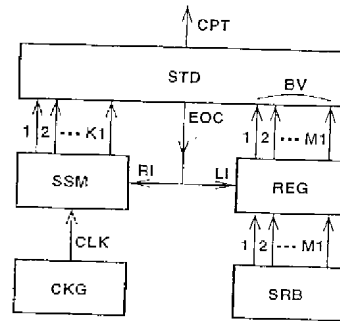 CPT
STD
BV
EOC
1 2 ··· K1
1 2 ··· M1
SSM
RI
LI
REG
CLK
1 2 ··· M1
CKG
SRB